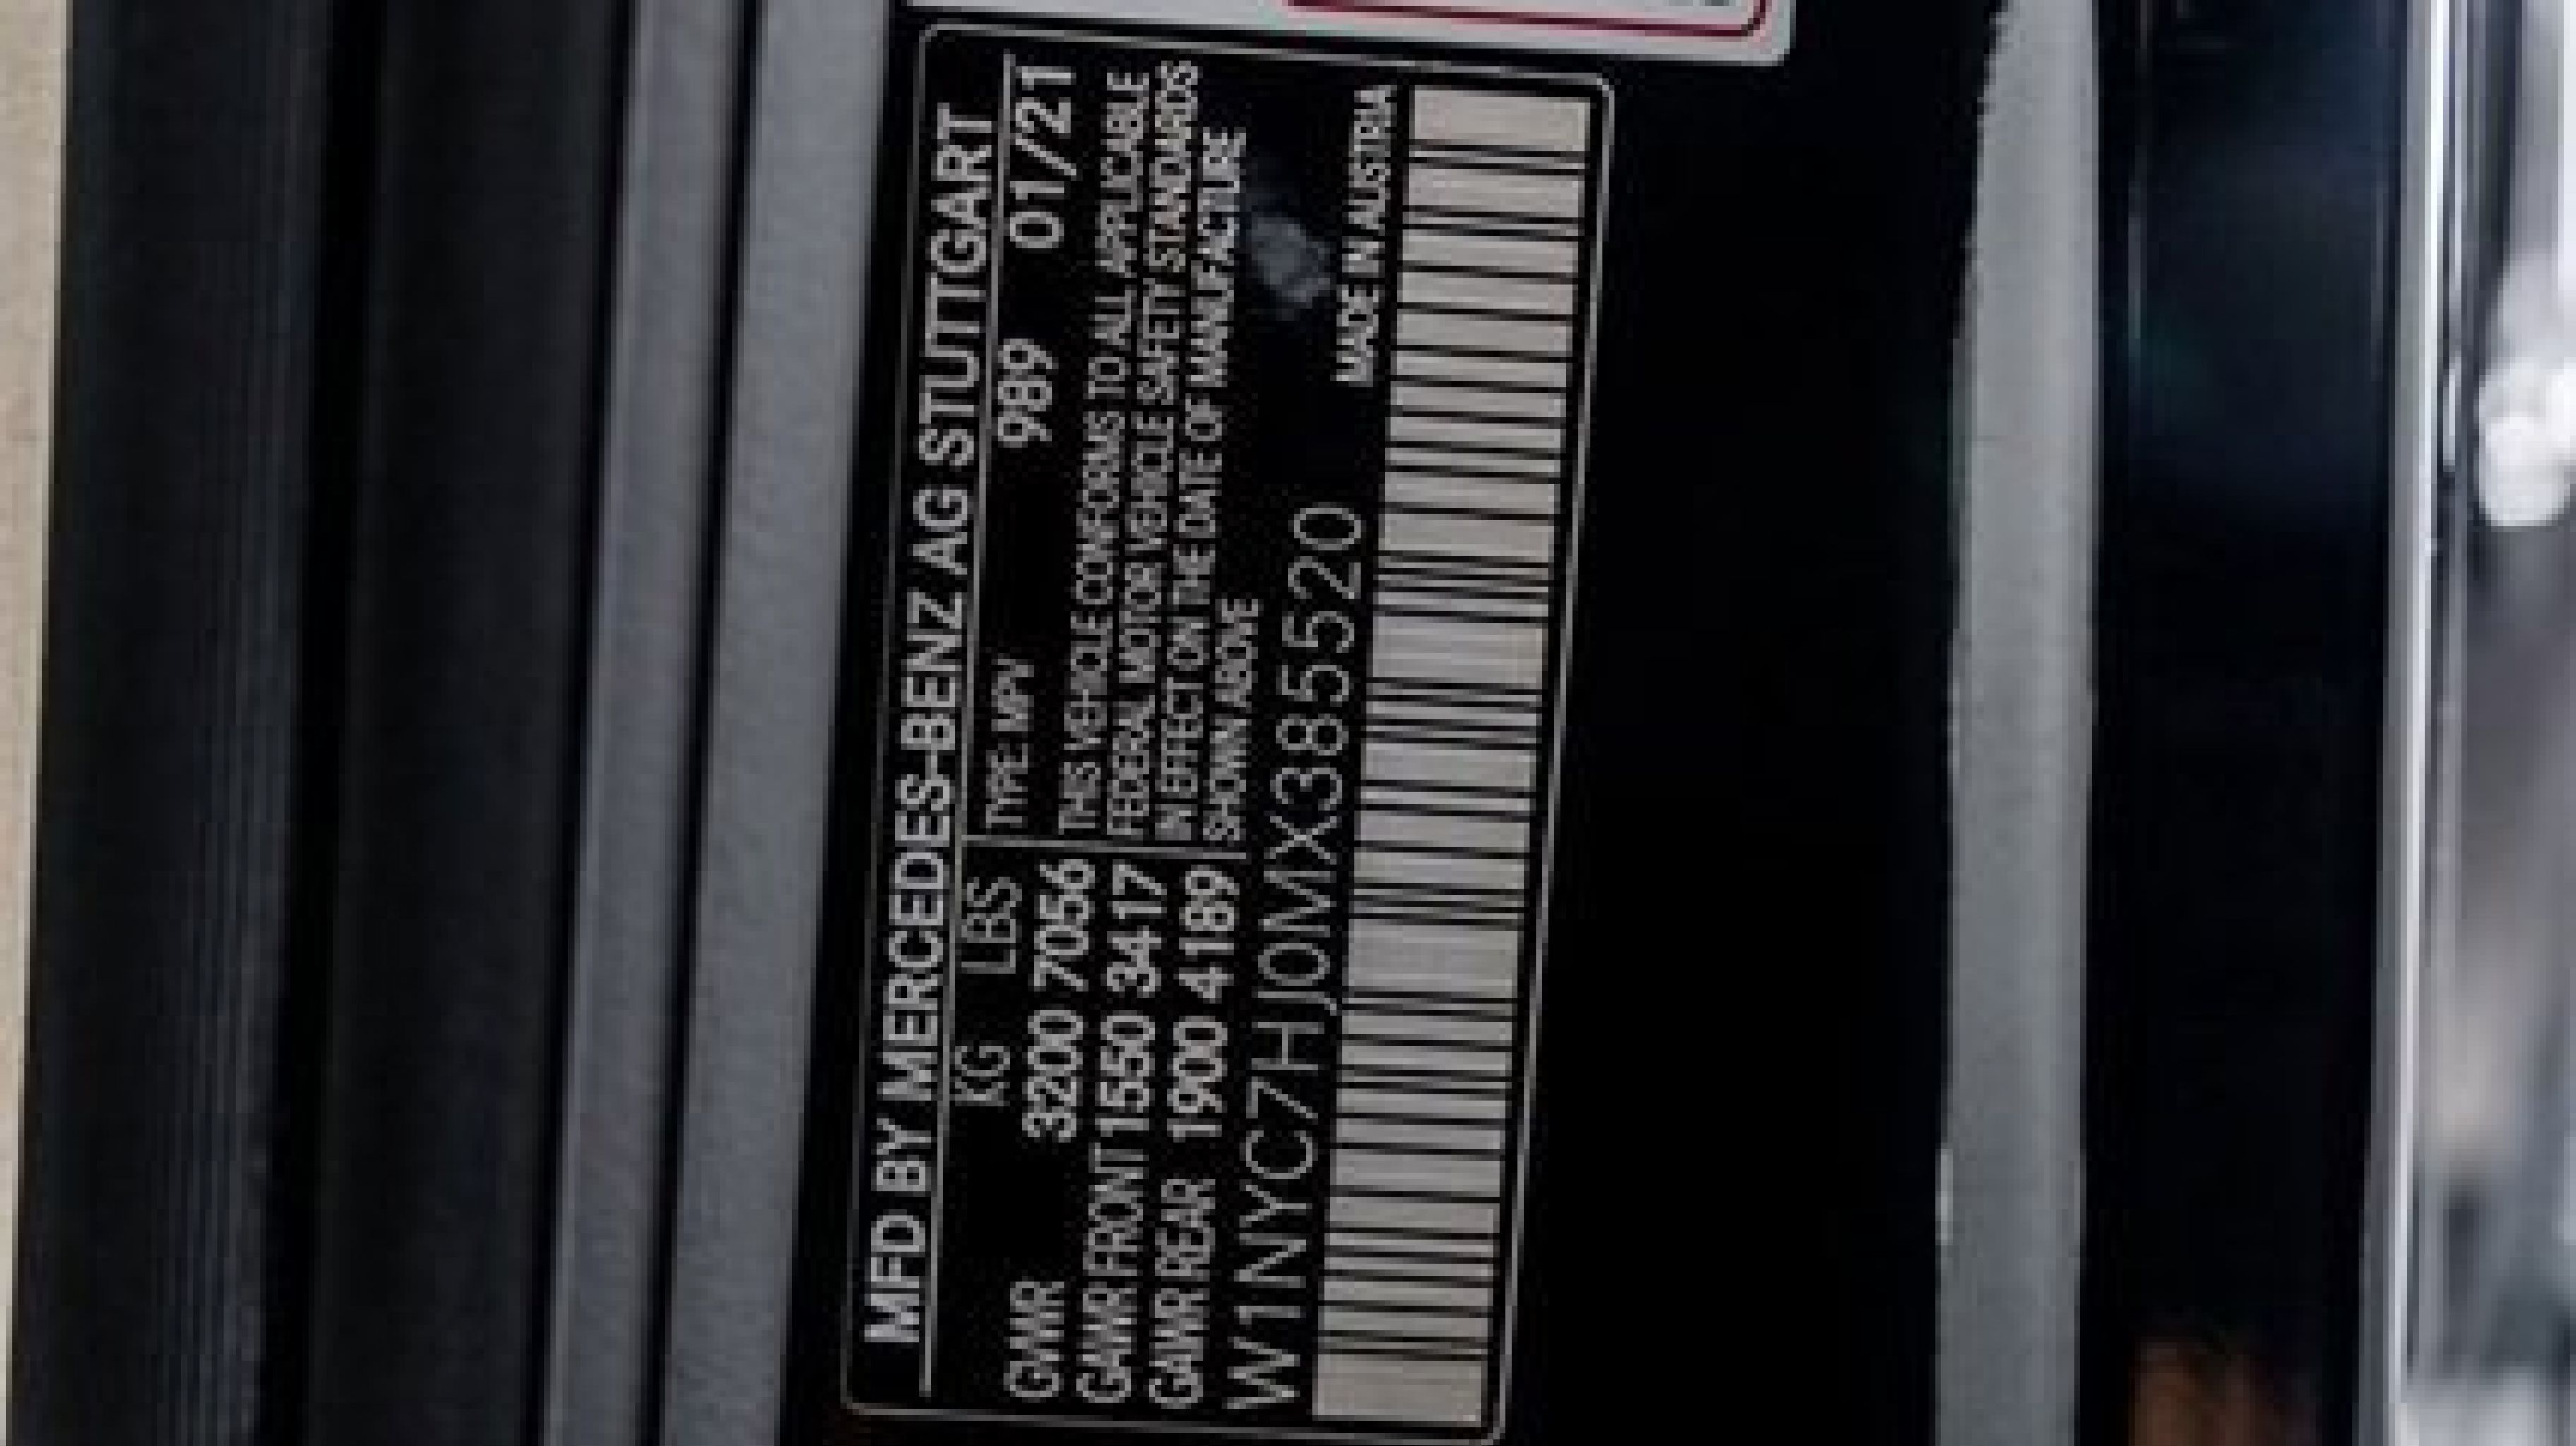 MFD BY MERCEDES-BENZ AG STUTTGART
KG LBS
GVWR 3200 7056
GAWR FRONT 1550 3417
GAWR REAR 1900 4189
TYPE: MPV 989 01/21
THIS VEHICLE CONFORMS TO ALL APPLICABLE
FEDERAL MOTOR VEHICLE SAFETY STANDARDS
IN EFFECT ON THE DATE OF MANUFACTURE
SHOWN ABOVE
W1NYC7HJ0MX385520
MADE IN AUSTRIA